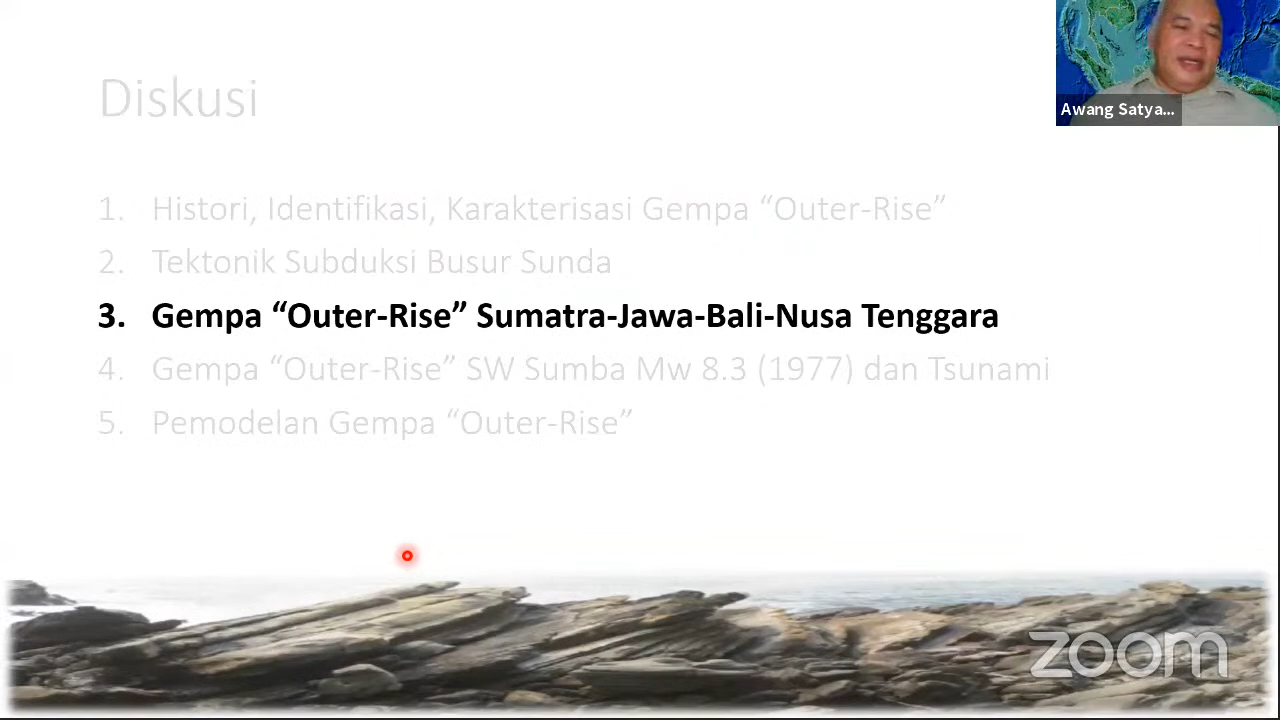 Diskusi
Awang Satya...
1. Histori, Identifikasi, Karakterisasi Gempa “Outer-Rise”
2. Tektonik Subduksi Busur Sunda
3. Gempa “Outer-Rise” Sumatra-Jawa-Bali-Nusa Tenggara
4. Gempa “Outer-Rise” SW Sumba Mw 8.3 (1977) dan Tsunami
5. Pemodelan Gempa “Outer-Rise”
zoom